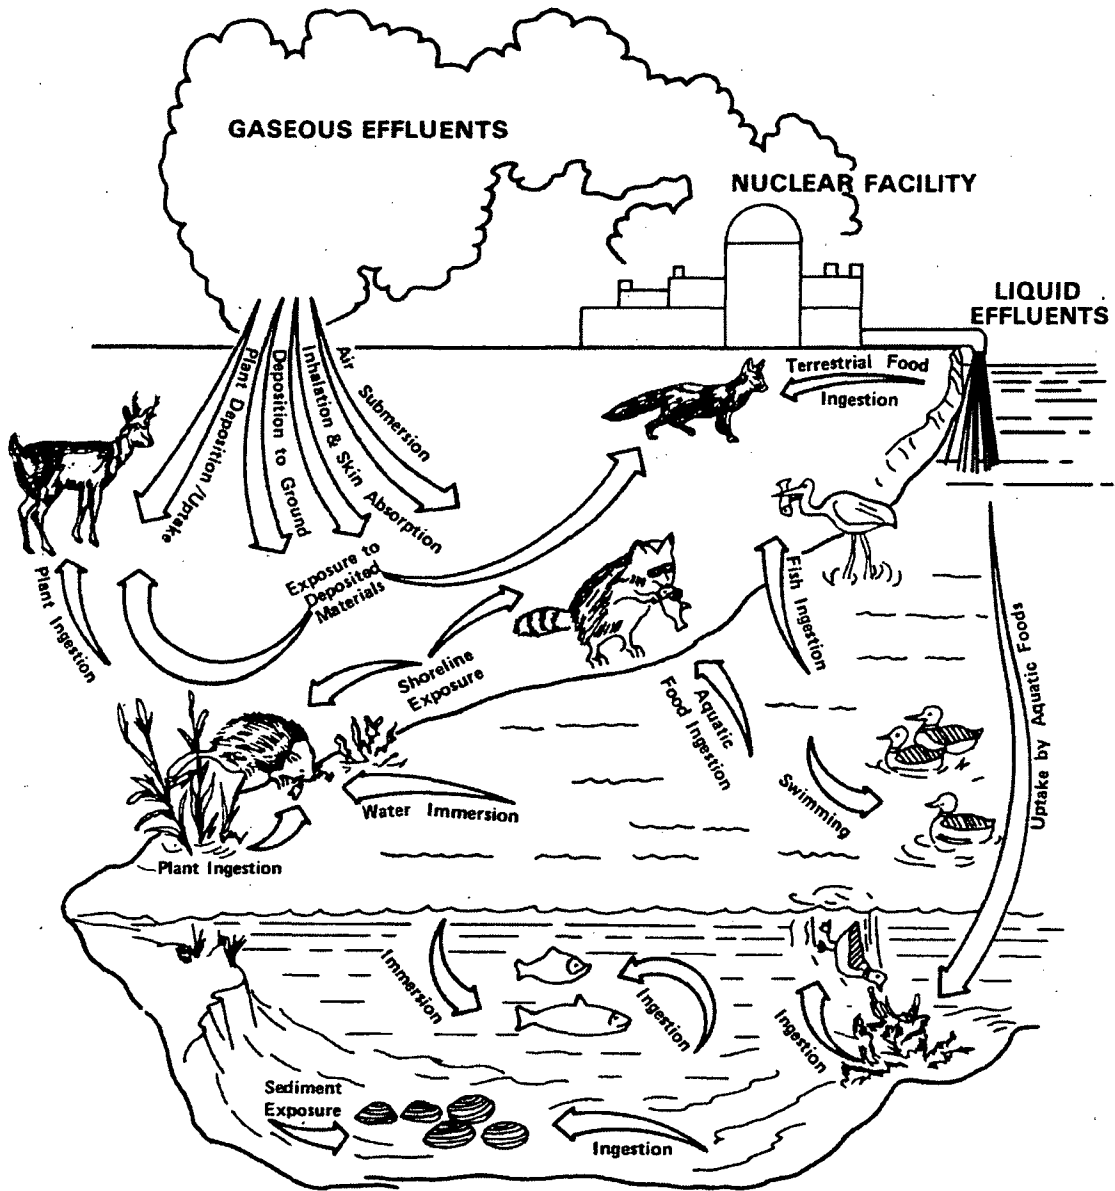 GASEOUS EFFLUENTS
NUCLEAR FACILITY
LIQUID
EFFLUENTS
Plant Deposition/Uptake
Deposition to Ground
Inhalation & Skin Absorption
Air Submersion
Terrestrial Food
Ingestion
Exposure to
Deposited
Materials
Plant Ingestion
Shoreline
Exposure
Fish Ingestion
Aquatic
Food Ingestion
Uptake by Aquatic Foods
Swimming
Water Immersion
Plant Ingestion
Immersion
Ingestion
Ingestion
Sediment
Exposure
Ingestion